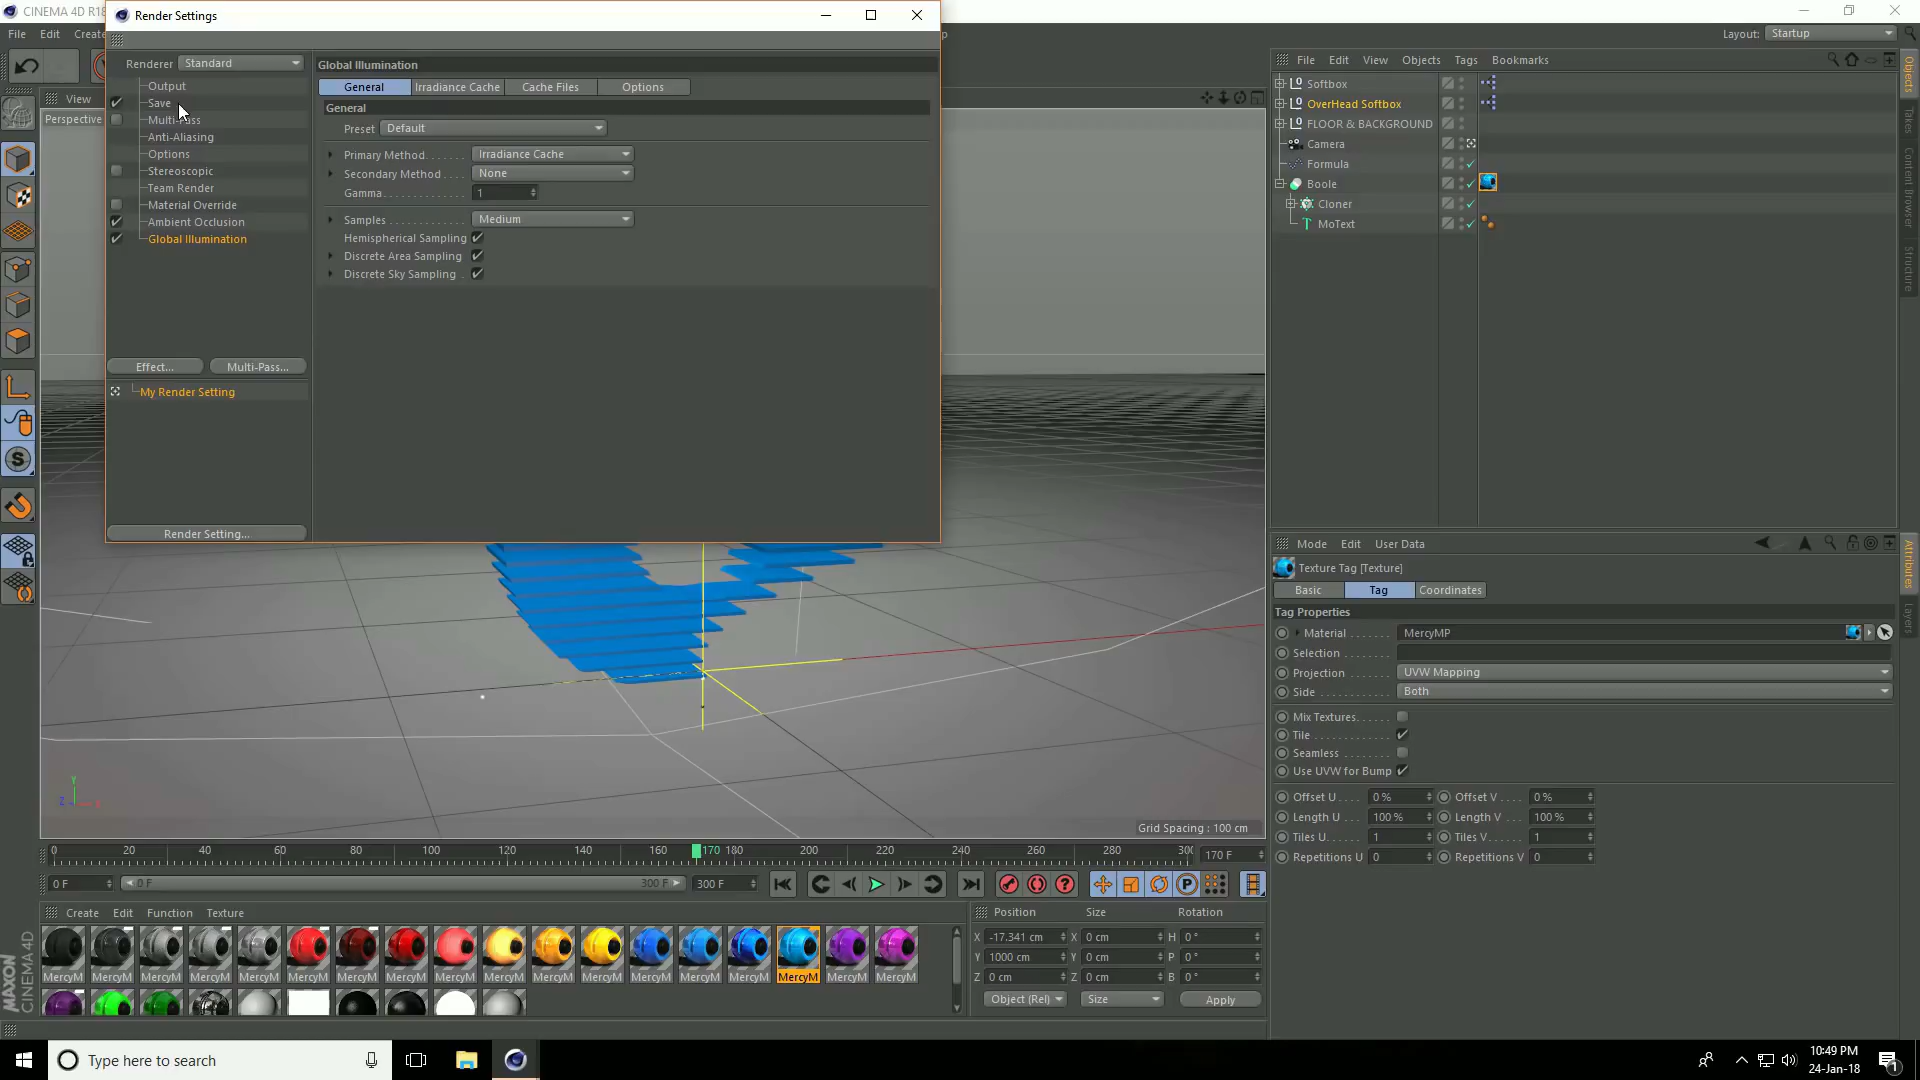 CINEMA 4D R18
Render Settings
File Edit Create
Layout: Startup
Renderer Standard
Output
Save
Multi-Pass
Anti-Aliasing
Options
Stereoscopic
Team Render
Material Override
Ambient Occlusion
Global Illumination
Effect... Multi-Pass...
My Render Setting
Render Setting...
Global Illumination
General Irradiance Cache Cache Files Options
General
Preset Default
Primary Method Irradiance Cache
Secondary Method None
Gamma 1
Samples Medium
Hemispherical Sampling
Discrete Area Sampling
Discrete Sky Sampling
View
Perspective
Grid Spacing : 100 cm
File Edit View Objects Tags Bookmarks
Softbox
OverHead Softbox
FLOOR & BACKGROUND
Camera
Formula
Boole
Cloner
MoText
Objects
Takes
Content Browser
Structure
Mode Edit User Data
Texture Tag [Texture]
Basic Tag Coordinates
Tag Properties
Material MercyMP
Selection
Projection UVW Mapping
Side Both
Mix Textures
Tile
Seamless
Use UVW for Bump
Offset U 0 % Offset V 0 %
Length U 100 % Length V 100 %
Tiles U 1 Tiles V 1
Repetitions U 0 Repetitions V 0
Attributes
Layers
0 20 40 60 80 100 120 140 160 170 180 200 220 240 260 280 300
170 F
0 F 0 F 300 F 300 F
Create Edit Function Texture
MercyM MercyM MercyM MercyM MercyM MercyM MercyM MercyM MercyM MercyM MercyM MercyM MercyM MercyM MercyM MercyM MercyM MercyM
MAXON
CINEMA 4D
Position Size Rotation
X -17.341 cm X 0 cm H 0 °
Y 1000 cm Y 0 cm P 0 °
Z 0 cm Z 0 cm B 0 °
Object (Rel) Size Apply
Type here to search
10:49 PM
24-Jan-18
1